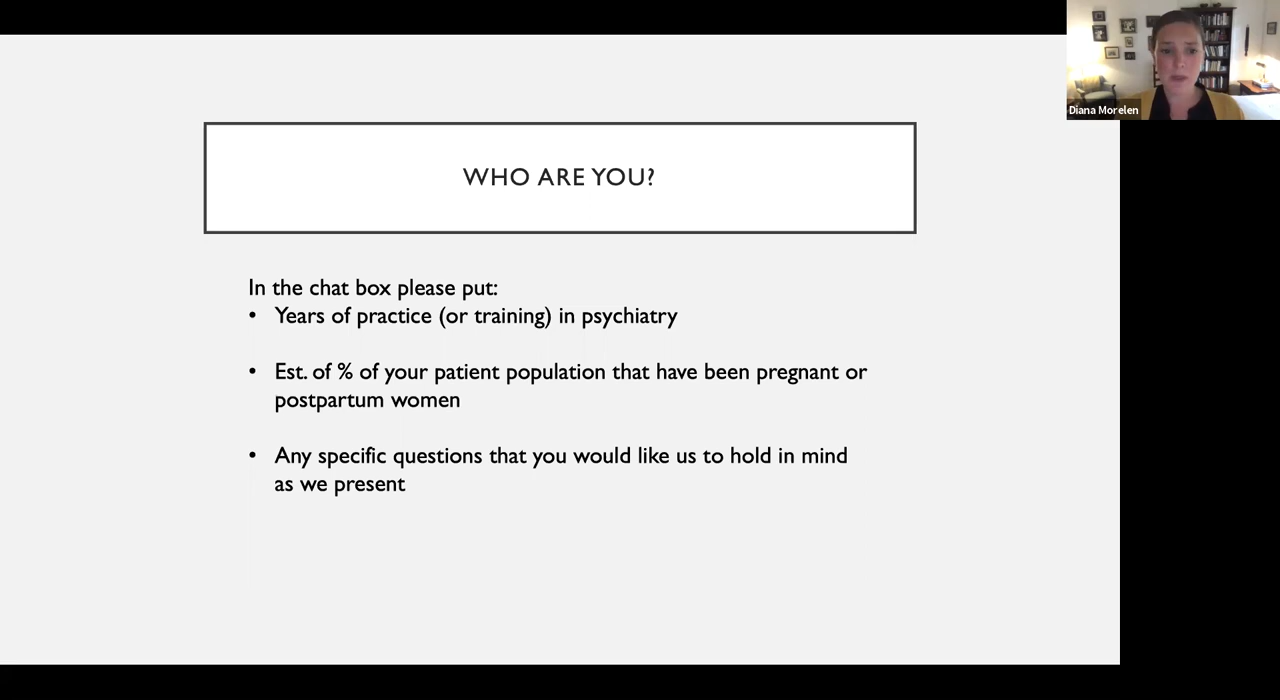 Diana Morelen
WHO ARE YOU?
In the chat box please put:
• Years of practice (or training) in psychiatry
• Est. of % of your patient population that have been pregnant or
postpartum women
• Any specific questions that you would like us to hold in mind
as we present